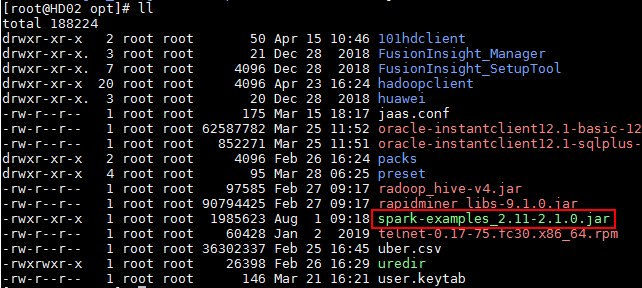 [root@HD02 opt]# ll
total 188224
drwxr-xr-x 2 root root 50 Apr 15 10:46 101hdclient
drwxr-xr-x. 3 root root 21 Dec 28 2018 FusionInsight_Manager
drwxr-xr-x. 7 root root 4096 Dec 28 2018 FusionInsight_SetupTool
drwxr-xr-x 20 root root 4096 Apr 23 16:24 hadoopclient
drwxr-xr-x. 3 root root 20 Dec 28 2018 huawei
-rw-r--r-- 1 root root 175 Mar 15 18:17 jaas.conf
-rw-r--r-- 1 root root 62587782 Mar 25 11:52 oracle-instantclient12.1-basic-12
-rw-r--r-- 1 root root 852271 Mar 25 11:51 oracle-instantclient12.1-sqlplus-
drwxr-xr-x 2 root root 4096 Feb 26 16:24 packs
drwxr-xr-x 4 root root 95 Mar 28 06:25 preset
-rw-r--r-- 1 root root 97585 Feb 27 09:17 radoop_hive-v4.jar
-rw-r--r-- 1 root root 90794425 Feb 27 09:17 rapidminer_libs-9.1.0.jar
-rwxr-xr-x 1 root root 1985623 Aug 1 09:18 spark-examples_2.11-2.1.0.jar
-rw-r--r-- 1 root root 60428 Jan 2 2019 telnet-0.17-75.fc30.x86_64.rpm
-rw-r--r-- 1 root root 36302337 Feb 25 16:45 uber.csv
-rwxrwxr-x 1 root root 26398 Feb 26 16:29 uredir
-rw-r--r-- 1 root root 146 Mar 21 16:21 user.keytab